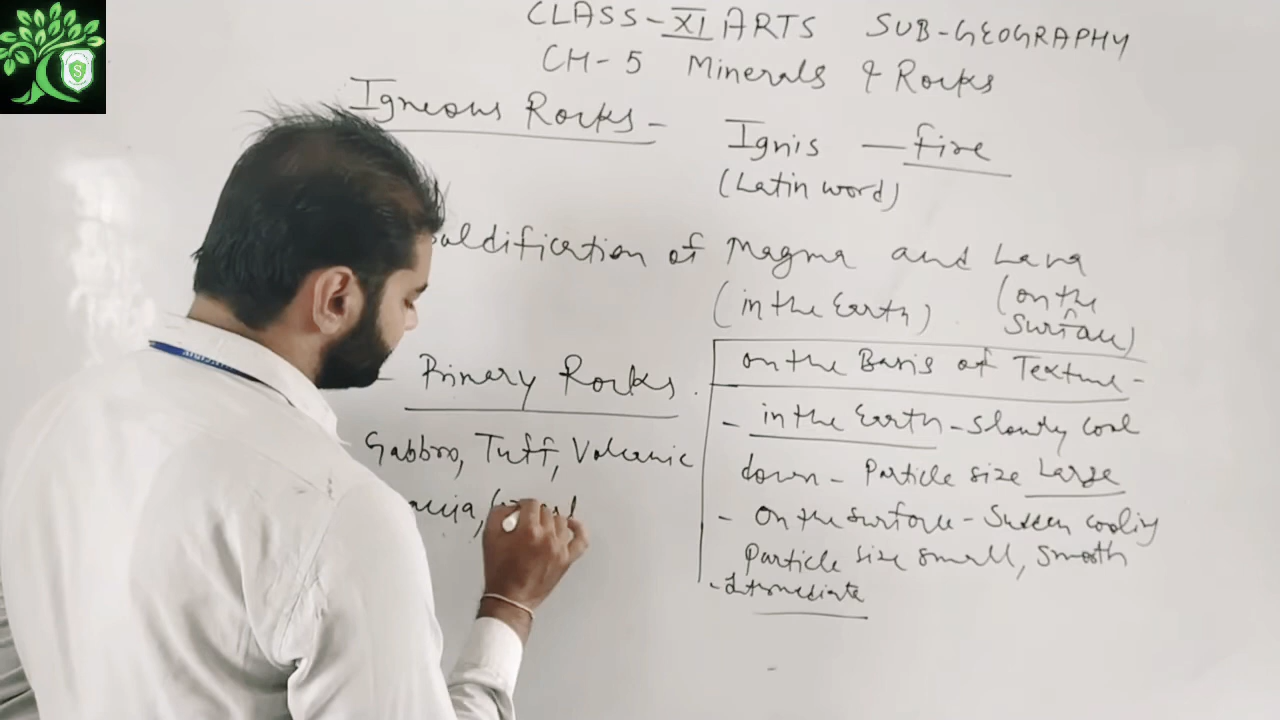 CLASS-XI ARTS SUB-GEOGRAPHY
CH-5 Minerals & Rocks
Igneous Rocks-
Ignis — fire
(Latin word)
of Magma and Lava
(in the Earth) (on the
Surface)
on the Basis of Texture-
- Primary Rocks.
- in the Earth - Slowly cool
down - Particle size Large
Gabbro, Tuff, Volcanic
- On the surface - Sudden cooling
Particle size small, smooth
- Intermediate
S